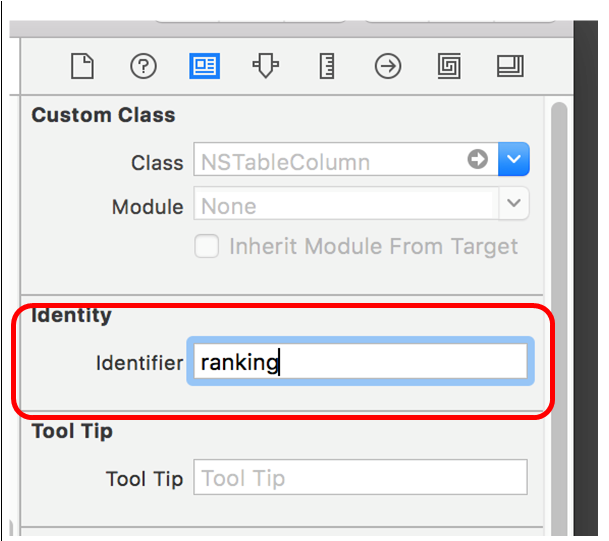 Custom Class
Class NSTableColumn
Module None
Inherit Module From Target
Identity
Identifier ranking
Tool Tip
Tool Tip Tool Tip